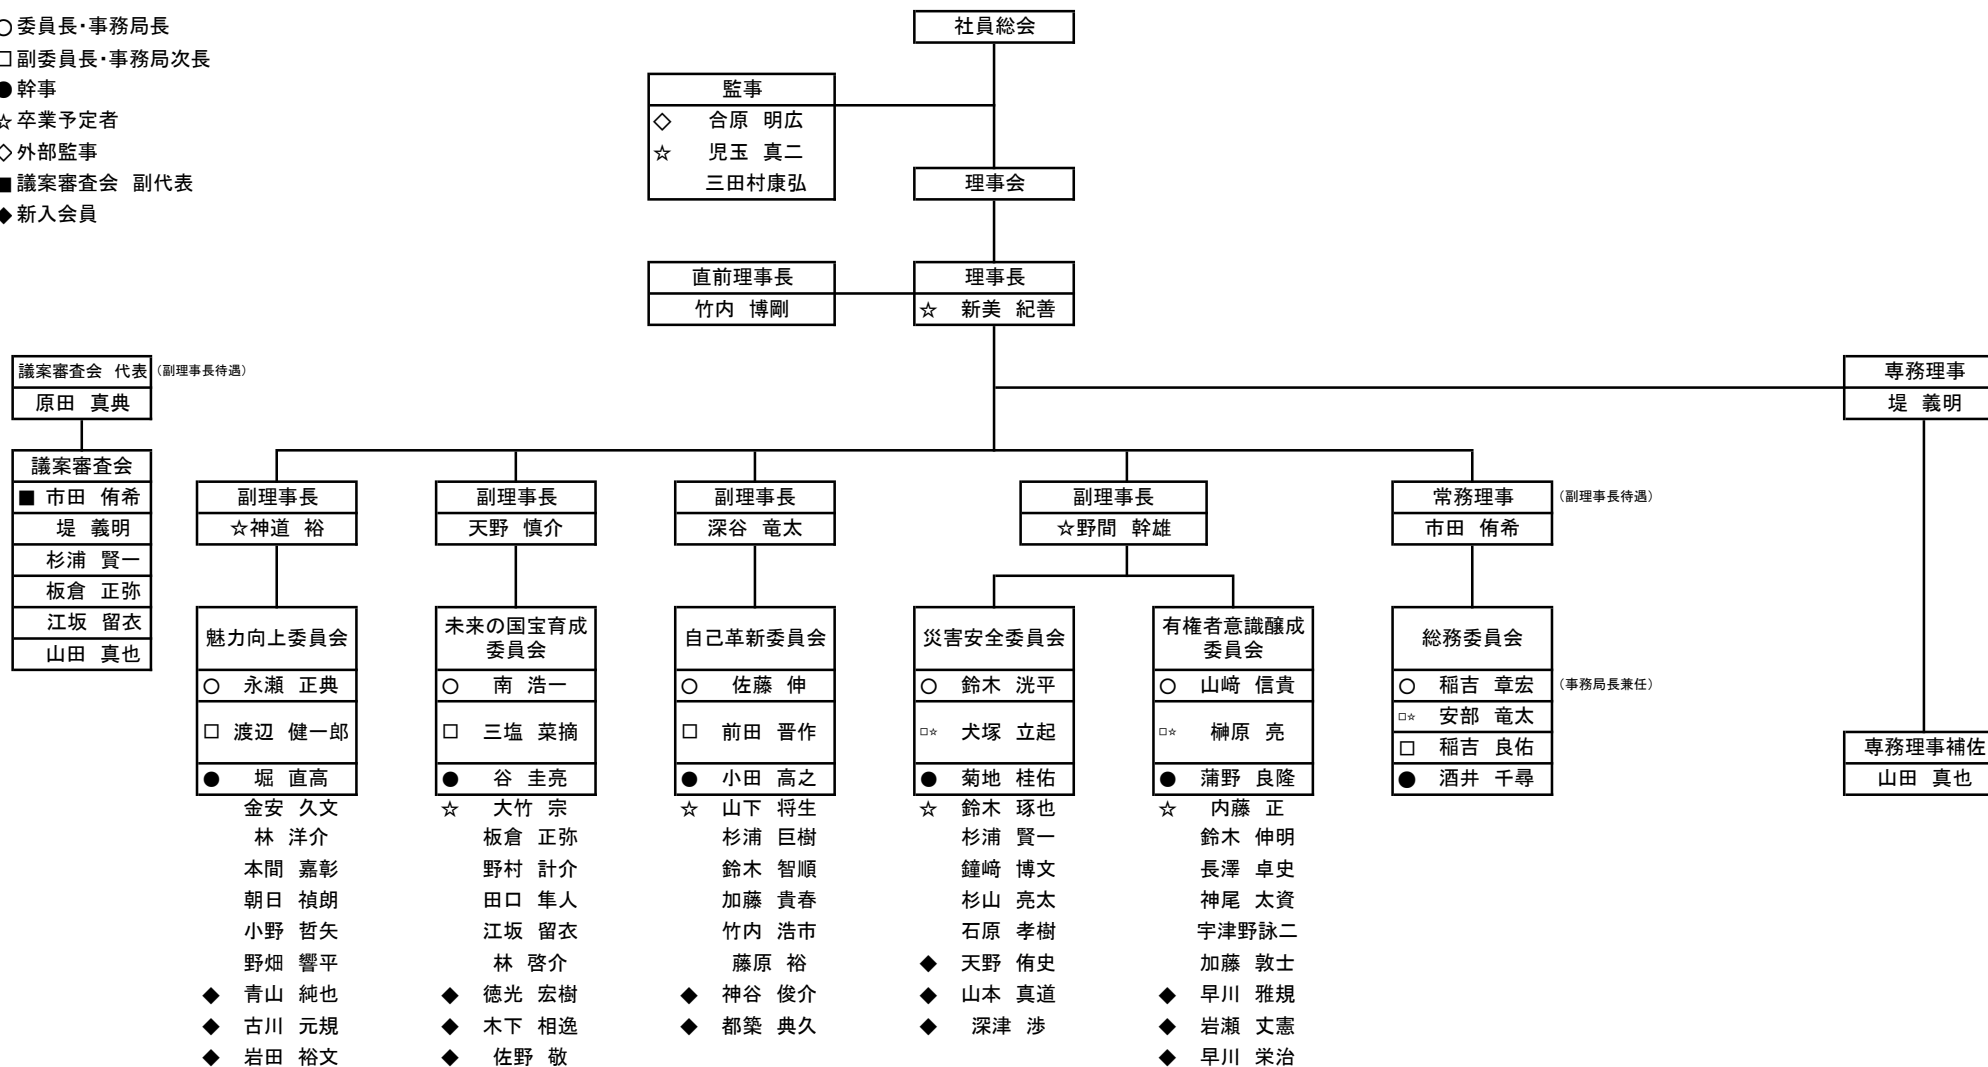 ○委員長・事務局長
□副委員長・事務局次長
●幹事
☆卒業予定者
◇外部監事
■議案審査会 副代表
◆新入会員
社員総会
監事
◇ 合原 明広
☆ 児玉 真二
三田村康弘
理事会
直前理事長
竹内 博剛
理事長
☆ 新美 紀善
議案審査会 代表 (副理事長待遇)
原田 真典
専務理事
堤 義明
議案審査会
■ 市田 侑希
堤 義明
杉浦 賢一
板倉 正弥
江坂 留衣
山田 真也
副理事長
☆神道 裕
魅力向上委員会
○ 永瀬 正典
□ 渡辺 健一郎
● 堀 直高
金安 久文
林 洋介
本間 嘉彰
朝日 禎朗
小野 哲矢
野畑 響平
◆ 青山 純也
◆ 古川 元規
◆ 岩田 裕文
副理事長
天野 慎介
未来の国宝育成
委員会
○ 南 浩一
□ 三塩 菜摘
● 谷 圭亮
☆ 大竹 宗
板倉 正弥
野村 計介
田口 隼人
江坂 留衣
林 啓介
◆ 徳光 宏樹
◆ 木下 相逸
◆ 佐野 敬
副理事長
深谷 竜太
自己革新委員会
○ 佐藤 伸
□ 前田 晋作
● 小田 高之
☆ 山下 将生
杉浦 巨樹
鈴木 智順
加藤 貴春
竹内 浩市
藤原 裕
◆ 神谷 俊介
◆ 都築 典久
副理事長
☆野間 幹雄
災害安全委員会
○ 鈴木 洸平
□☆ 犬塚 立起
● 菊地 桂佑
☆ 鈴木 琢也
杉浦 賢一
鐘﨑 博文
杉山 亮太
石原 孝樹
◆ 天野 侑史
◆ 山本 真道
◆ 深津 渉
有権者意識醸成
委員会
○ 山﨑 信貴
□☆ 榊原 亮
● 蒲野 良隆
☆ 内藤 正
鈴木 伸明
長澤 卓史
神尾 太資
宇津野詠二
加藤 敦士
◆ 早川 雅規
◆ 岩瀬 丈憲
◆ 早川 栄治
常務理事 (副理事長待遇)
市田 侑希
総務委員会
○ 稲吉 章宏 (事務局長兼任)
□☆ 安部 竜太
□ 稲吉 良佑
● 酒井 千尋
専務理事補佐
山田 真也